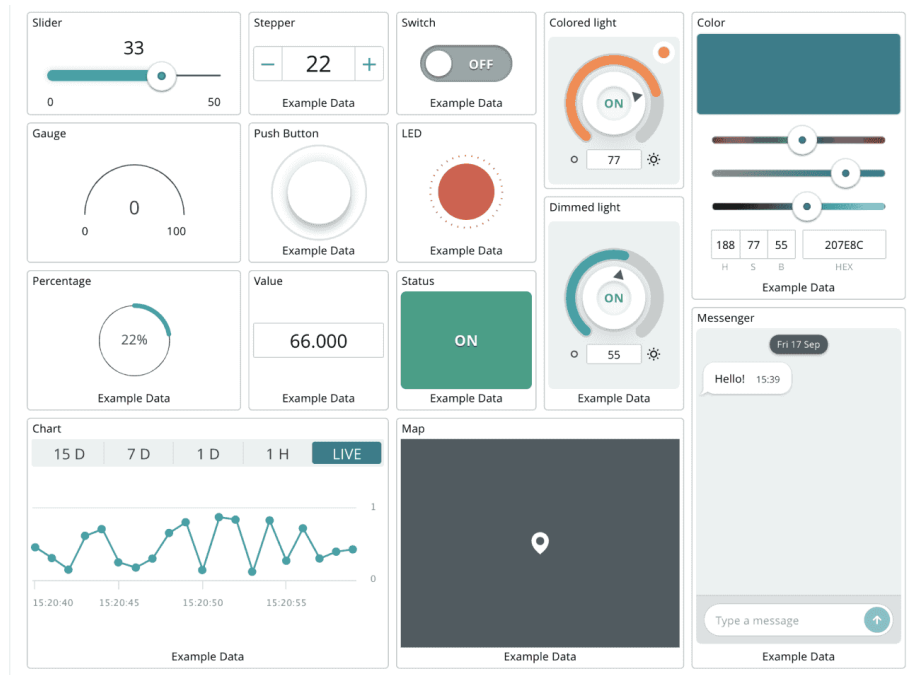 Slider
33
0 50
Stepper
− 22 +
Example Data
Switch
OFF
Example Data
Colored light
ON
77
Color
188 77 55 207E8C
H S B HEX
Example Data
Gauge
0
0 100
Push Button
Example Data
LED
Example Data
Dimmed light
ON
55
Example Data
Percentage
22%
Example Data
Value
66.000
Example Data
Status
ON
Example Data
Messenger
Fri 17 Sep
Hello! 15:39
Type a message
Example Data
Chart
15 D 7 D 1 D 1 H LIVE
1
0
15:20:40 15:20:45 15:20:50 15:20:55
Example Data
Map
Example Data